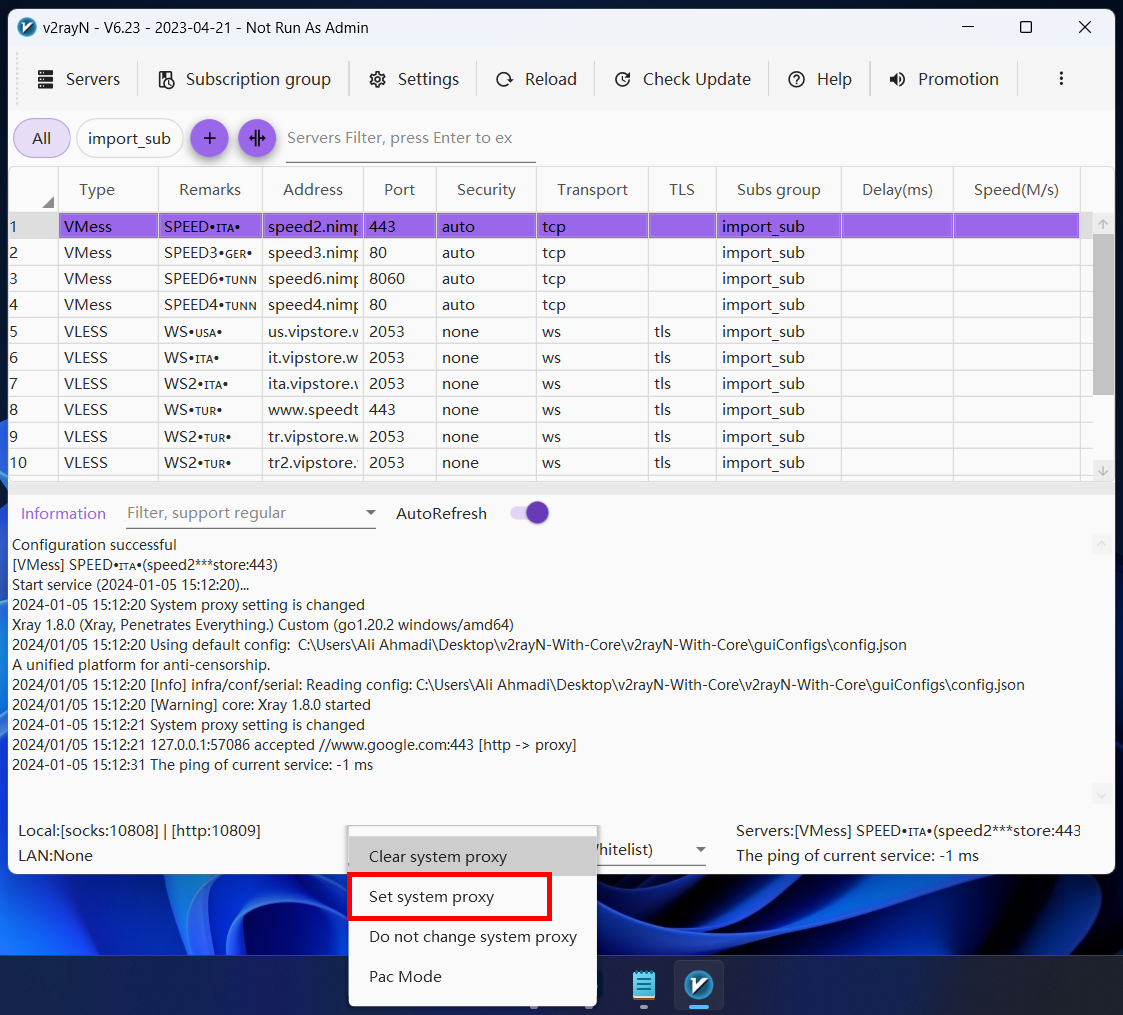 v2rayN - V6.23 - 2023-04-21 - Not Run As Admin
Servers Subscription group Settings Reload Check Update Help Promotion
All import_sub Servers Filter, press Enter to ex
Type Remarks Address Port Security Transport TLS Subs group Delay(ms) Speed(M/s)
1 VMess SPEED•ɪᴛᴀ• speed2.nimp 443 auto tcp import_sub
2 VMess SPEED3•ɢᴇʀ• speed3.nimp 80 auto tcp import_sub
3 VMess SPEED6•ᴛᴜɴɴ speed6.nimp 8060 auto tcp import_sub
4 VMess SPEED4•ᴛᴜɴɴ speed4.nimp 80 auto tcp import_sub
5 VLESS WS•ᴜsᴀ• us.vipstore.w 2053 none ws tls import_sub
6 VLESS WS•ɪᴛᴀ• it.vipstore.w 2053 none ws tls import_sub
7 VLESS WS2•ɪᴛᴀ• ita.vipstore.w 2053 none ws tls import_sub
8 VLESS WS•ᴛᴜʀ• www.speedt 443 none ws tls import_sub
9 VLESS WS2•ᴛᴜʀ• tr.vipstore.w 2053 none ws tls import_sub
10 VLESS WS2•ᴛᴜʀ• tr2.vipstore. 2053 none ws tls import_sub
Information Filter, support regular AutoRefresh
Configuration successful
[VMess] SPEED•ɪᴛᴀ•(speed2***store:443)
Start service (2024-01-05 15:12:20)...
2024-01-05 15:12:20 System proxy setting is changed
Xray 1.8.0 (Xray, Penetrates Everything.) Custom (go1.20.2 windows/amd64)
2024/01/05 15:12:20 Using default config:  C:\Users\Ali Ahmadi\Desktop\v2rayN-With-Core\v2rayN-With-Core\guiConfigs\config.json
A unified platform for anti-censorship.
2024/01/05 15:12:20 [Info] infra/conf/serial: Reading config: C:\Users\Ali Ahmadi\Desktop\v2rayN-With-Core\v2rayN-With-Core\guiConfigs\config.json
2024/01/05 15:12:20 [Warning] core: Xray 1.8.0 started
2024-01-05 15:12:21 System proxy setting is changed
2024/01/05 15:12:21 127.0.0.1:57086 accepted //www.google.com:443 [http -> proxy]
2024-01-05 15:12:31 The ping of current service: -1 ms
Local:[socks:10808] | [http:10809]
LAN:None
Clear system proxy
Set system proxy
Do not change system proxy
Pac Mode
hitelist)
Servers:[VMess] SPEED•ɪᴛᴀ•(speed2***store:443
The ping of current service: -1 ms